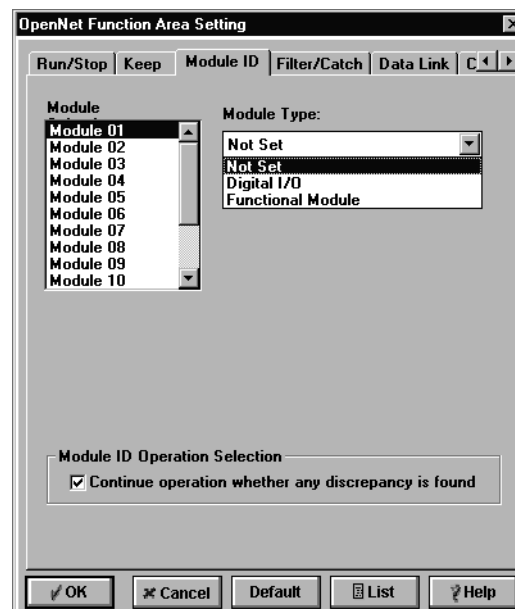 OpenNet Function Area Setting
Run/Stop Keep Module ID Filter/Catch Data Link C
Module
Module 01
Module 02
Module 03
Module 04
Module 05
Module 06
Module 07
Module 08
Module 09
Module 10
Module Type:
Not Set
Not Set
Digital I/O
Functional Module
Module ID Operation Selection
Continue operation whether any discrepancy is found
OK Cancel Default List Help